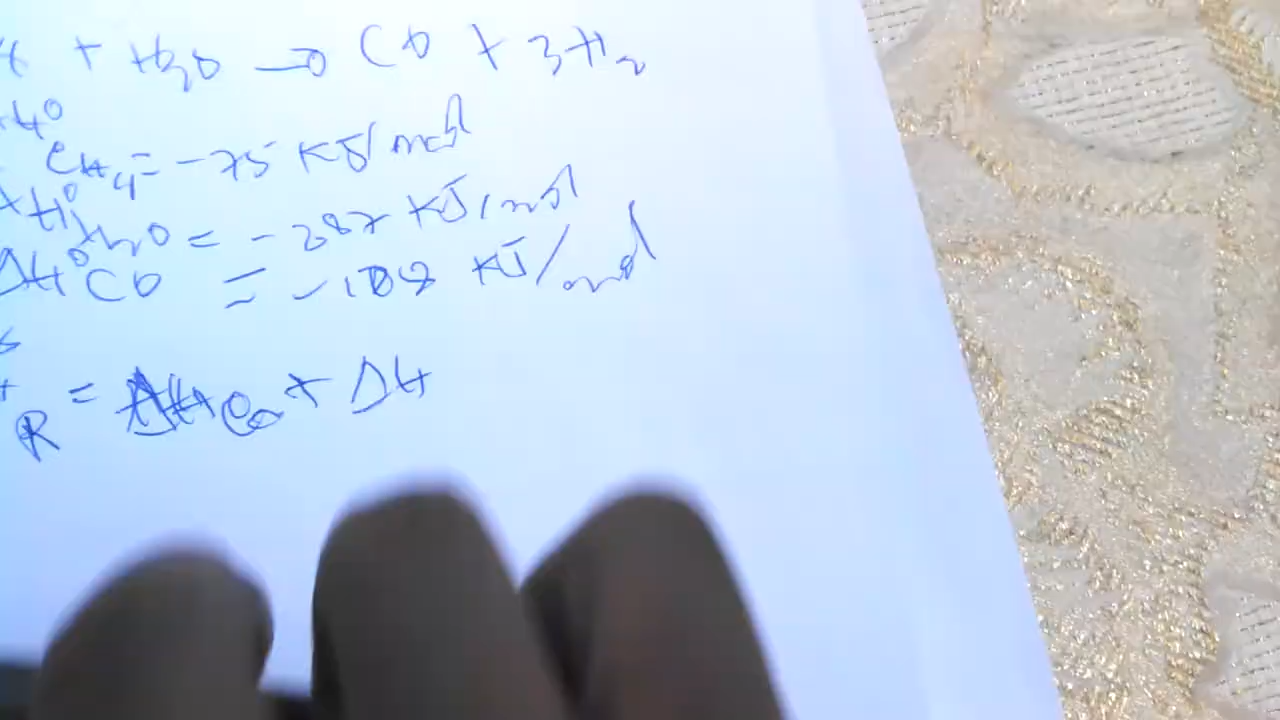 + H2O → CO + 3H2
H°
CH4 = -75 KJ/mol
ΔH°H2O = -287 KJ/mol
ΔH°CO = -108 KJ/mol
R = ΔH CO + ΔH